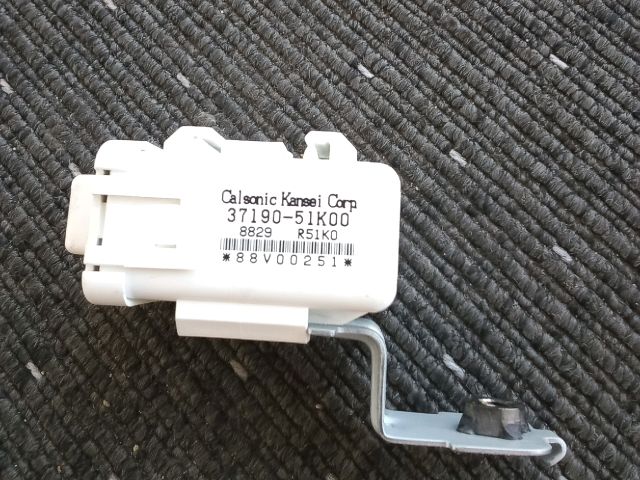 Calsonic Kansei Corp
37190-51K00
8829 R51K0
*88V00251*